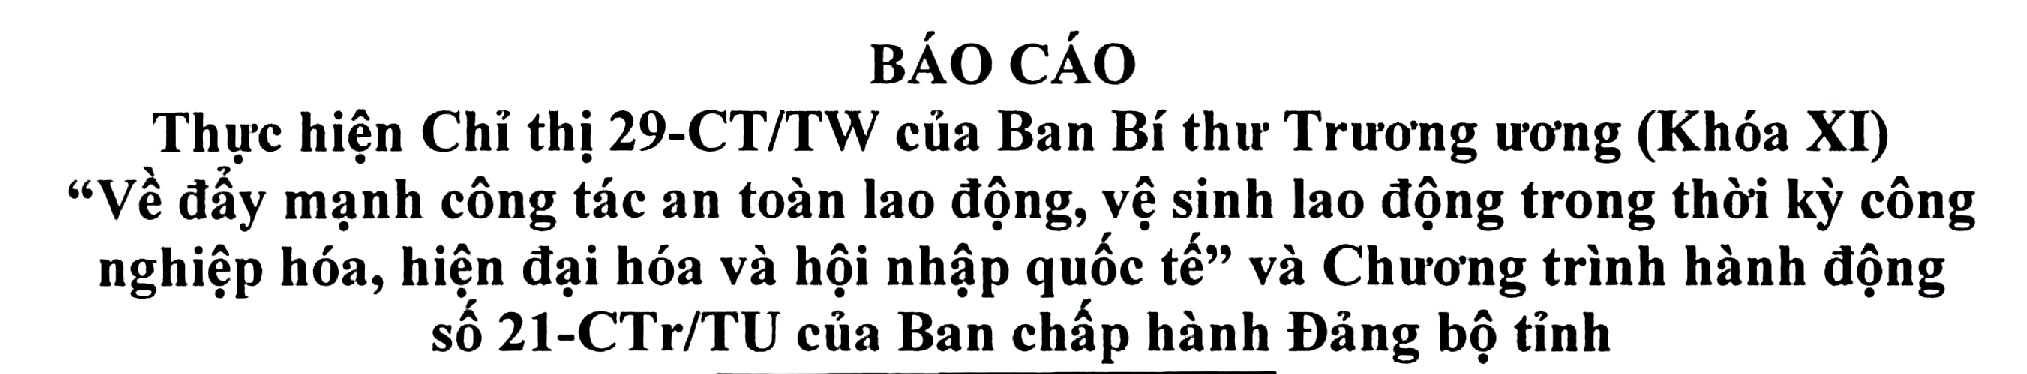 BÁO CÁO
Thực hiện Chỉ thị 29-CT/TW của Ban Bí thư Trương ương (Khóa XI)
“Về đẩy mạnh công tác an toàn lao động, vệ sinh lao động trong thời kỳ công
nghiệp hóa, hiện đại hóa và hội nhập quốc tế” và Chương trình hành động
số 21-CTr/TU của Ban chấp hành Đảng bộ tỉnh